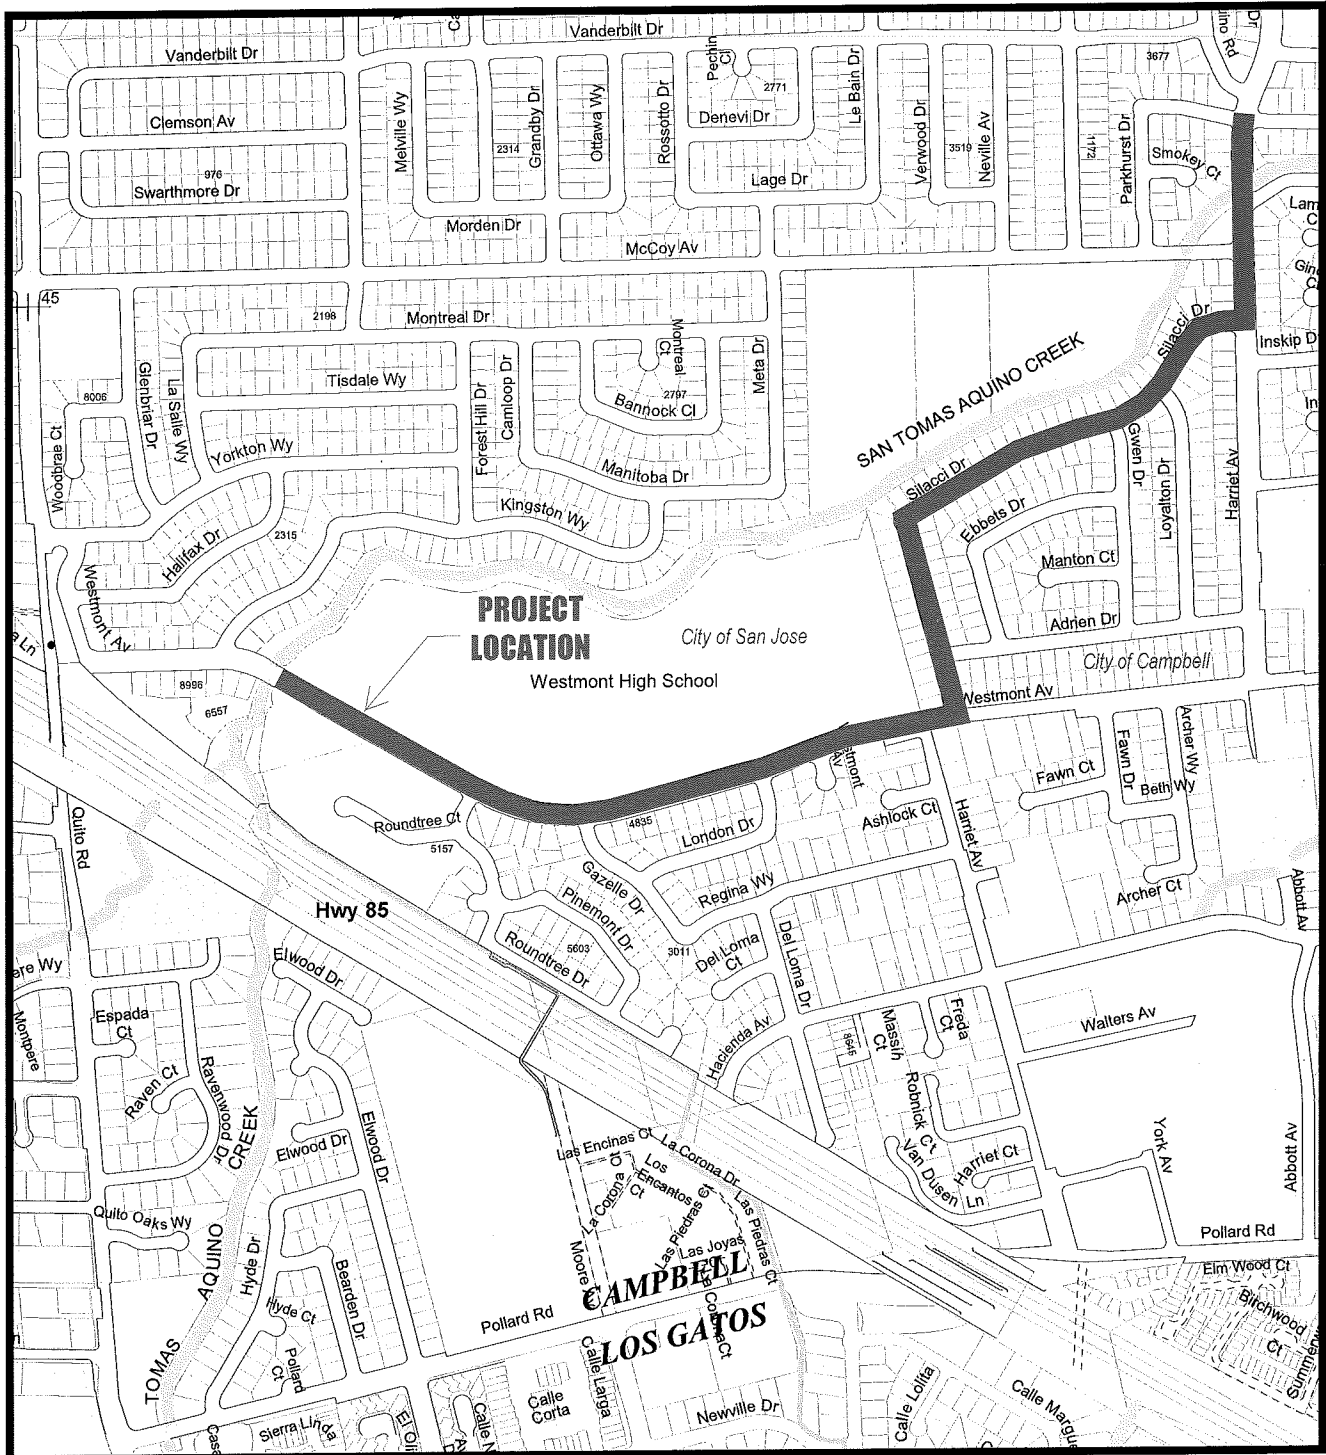 Vanderbilt Dr
Vanderbilt Dr
Clemson Av
976
Swarthmore Dr
Melville Wy
2314
Grandby Dr
Ottawa Wy
Rossotto Dr
Pechin
Cl
2771
Denevi Dr
Le Bain Dr
Lage Dr
Verwood Dr
3519
Neville Av
1172
Parkhurst Dr
3677
Smokey Ct
Dr
Morden Dr
McCoy Av
45
2198
Montreal Dr
Glenbriar Dr
La Salle Wy
Tisdale Wy
8006
Woodbrae Ct
Yorkton Wy
Forest Hill Dr
Camloop Dr
Montreal
Ct
2797
Bannock Cl
Meta Dr
Manitoba Dr
Kingston Wy
Halifax Dr
2315
Westmont Av
SAN TOMAS AQUINO CREEK
Silacci Dr
Silacci Dr
Inskip D
Gwen Dr
Loyalton Dr
Harriet Av
Ebbets Dr
Manton Ct
Adrien Dr
PROJECT
LOCATION
City of San Jose
Westmont High School
City of Campbell
Westmont Av
8996
6557
Quito Rd
Roundtree Ct
5157
4835
London Dr
Ashlock Ct
Harriet Av
Fawn Ct
Fawn Dr
Archer Wy
Beth Wy
Archer Ct
Abbott Av
Gazelle Dr
Pinemont Dr
Regina Wy
Hwy 85
Roundtree Dr
5603
3011
Del Loma
Ct
Del Loma Dr
Hacienda Av
8645
Massih
Ct
Freda
Ct
Walters Av
Elwood Dr
Espada
Ct
Montpere
Raven Ct
Ravenwood Dr
CREEK
Elwood Dr
Elwood Dr
Robnick Ct
Van Dusen Ln
Harriet Ct
York Av
Abbott Av
Las Encinas Ct
La Corona Dr
La Corona Ct
Los
Encantos
Ct
Las Piedras Ct
Las Piedras Ct
Las Joyas
Quito Oaks Wy
AQUINO
Hyde Dr
Bearden Dr
Hyde Ct
Pollard
Ct
TOMAS
Moore
CAMPBELL
LOS GATOS
Pollard Rd
Pollard Rd
Elm Wood Ct
Birchwood
Ct
Calle Larga
Calle
Corta
Newville Dr
Calle Lolita
Calle Margue
Sierra Linda